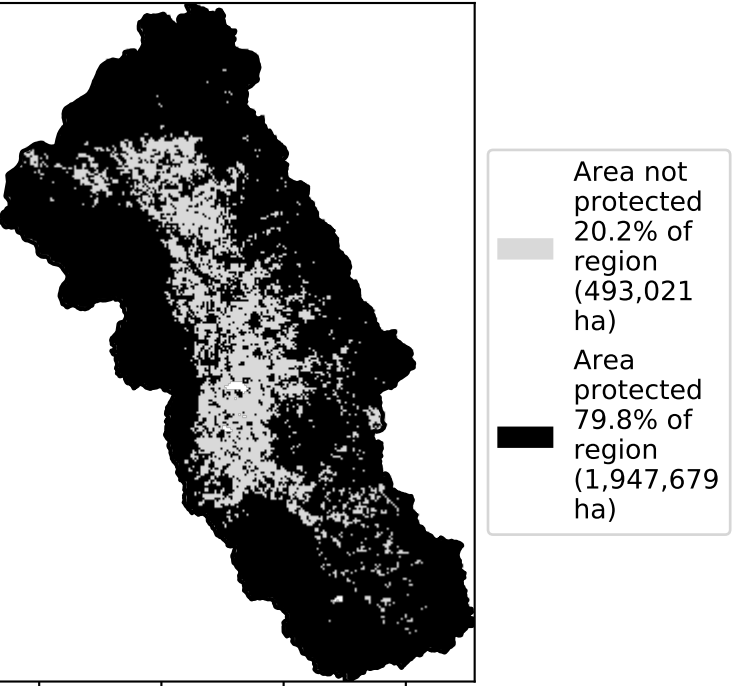 Area not
protected
20.2% of
region
(493,021
ha)
Area
protected
79.8% of
region
(1,947,679
ha)